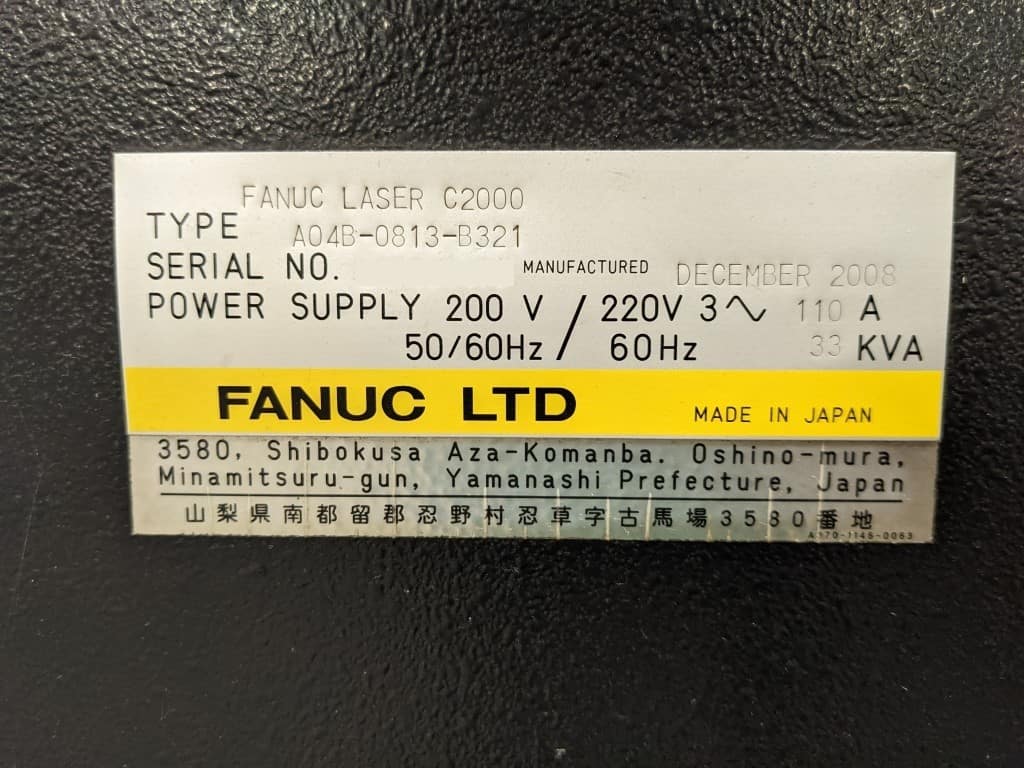 FANUC LASER C2000
TYPE A04B-0813-B321
SERIAL NO. MANUFACTURED DECEMBER 2008
POWER SUPPLY 200 V / 220V 3∿ 110 A
50/60Hz / 60Hz 33 KVA
FANUC LTD MADE IN JAPAN
3580, Shibokusa Aza-Komanba. Oshino-mura,
Minamitsuru-gun, Yamanashi Prefecture, Japan
山梨県南都留郡忍野村忍草字古馬場3580番地
A370-1145-0063